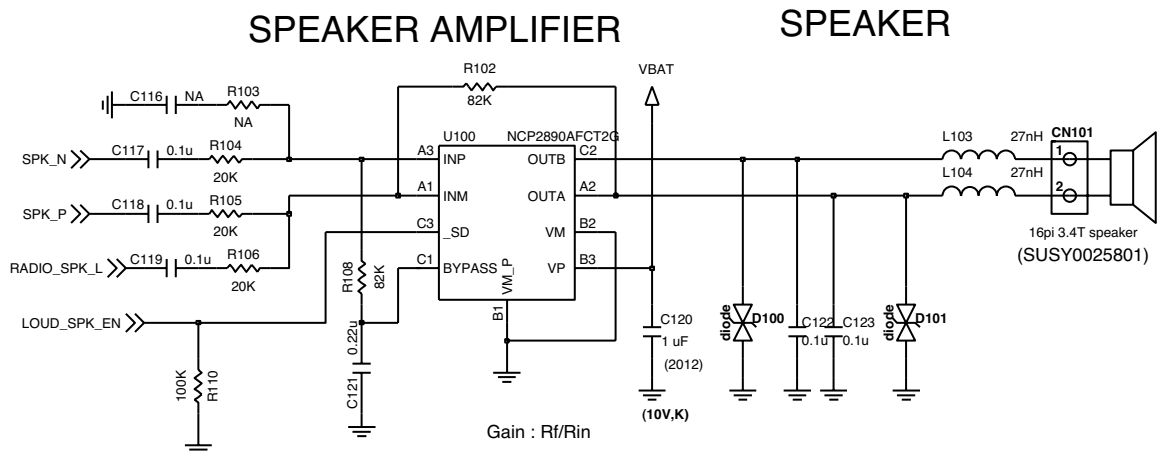 SPEAKER AMPLIFIER
SPEAKER
R102
82K
VBAT
C116
NA
R103
NA
U100
NCP2890AFCT2G
SPK_N
C117
0.1u
R104
20K
A3
INP
OUTB
C2
L103
27nH
CN101
1
SPK_P
C118
0.1u
R105
20K
A1
INM
OUTA
A2
L104
27nH
2
C3
_SD
VM
B2
16pi 3.4T speaker
(SUSY0025801)
RADIO_SPK_L
C119
0.1u
R106
20K
R108
82K
C1
BYPASS
VM_P
VP
B3
B1
LOUD_SPK_EN
100K
R110
0.22u
C121
C120
1 uF
(2012)
(10V,K)
diode
D100
C122
0.1u
C123
0.1u
diode
D101
Gain : Rf/Rin